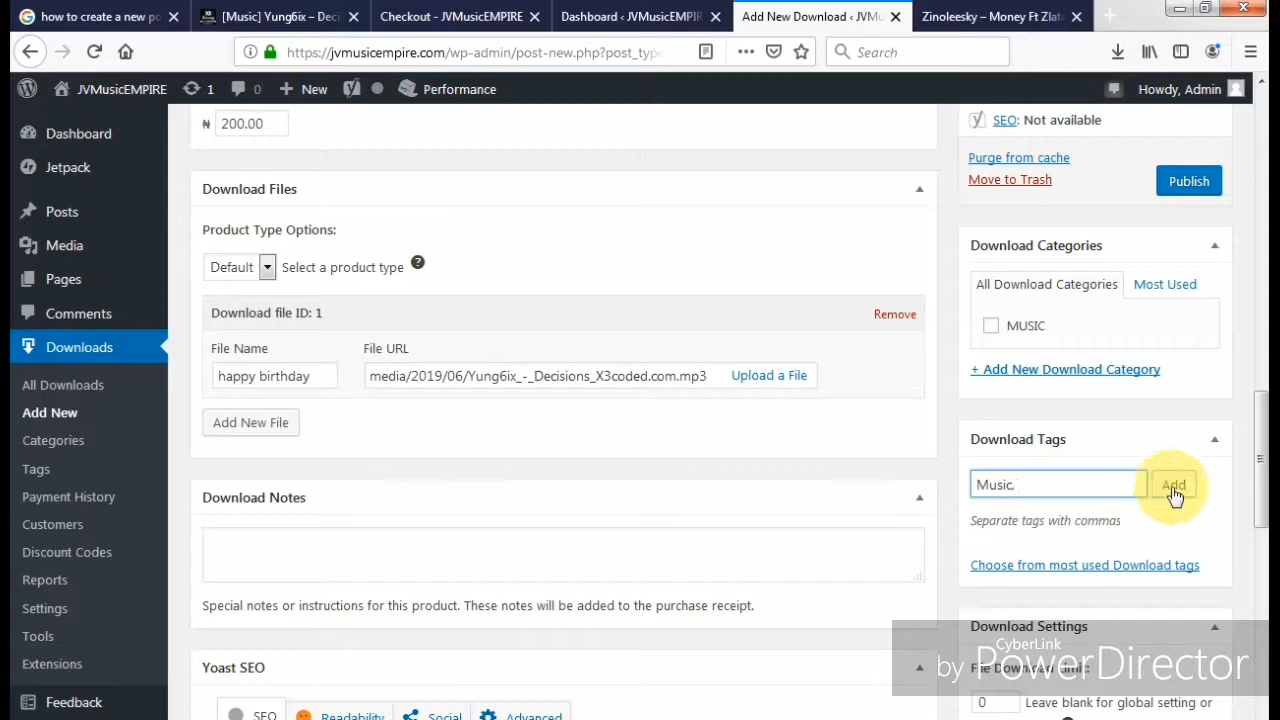 how to create a new po
[Music] Yung6ix – Deci
Checkout - JVMusicEMPIRE
Dashboard ‹ JVMusicEMPIR
Add New Download ‹ JVMu
Zinoleesky – Money Ft Zlat
https://jvmusicempire.com/wp-admin/post-new.php?post_type
Search
JVMusicEMPIRE
1
0
New
Performance
Howdy, Admin
Dashboard
Jetpack
Posts
Media
Pages
Comments
Downloads
All Downloads
Add New
Categories
Tags
Payment History
Customers
Discount Codes
Reports
Settings
Tools
Extensions
Feedback
₦ 200.00
Download Files
Product Type Options:
Default Select a product type ?
Download file ID: 1 Remove
File Name File URL
happy birthday media/2019/06/Yung6ix_-_Decisions_X3coded.com.mp3 Upload a File
Add New File
Download Notes
Special notes or instructions for this product. These notes will be added to the purchase receipt.
Yoast SEO
SEO Readability Social Advanced
SEO: Not available
Purge from cache
Move to Trash
Publish
Download Categories
All Download Categories Most Used
MUSIC
+ Add New Download Category
Download Tags
Music, Add
Separate tags with commas
Choose from most used Download tags
Download Settings
File Download
0 Leave blank for global setting or
CyberLink
by PowerDirector